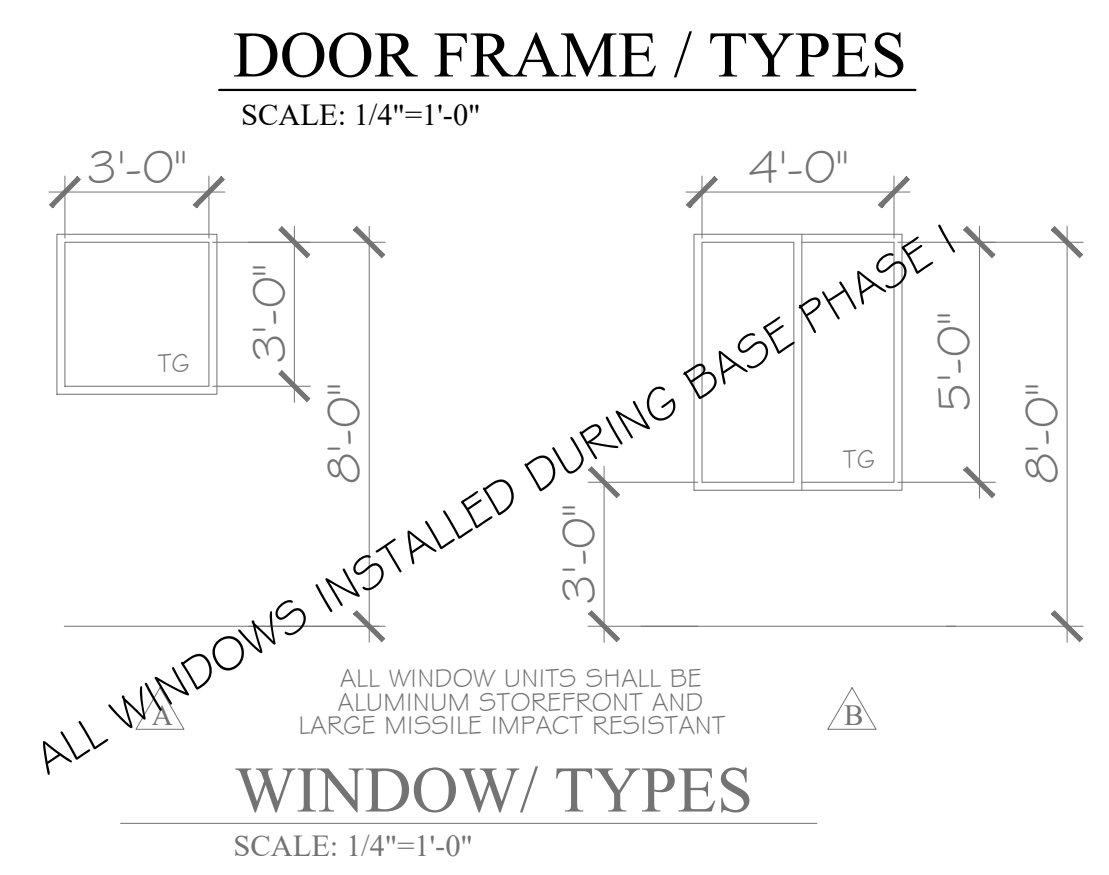 DOOR FRAME / TYPES
SCALE: 1/4"=1'-0"
3'-0"
4'-0"
3'-0"
8'-0"
TG
5'-0"
8'-0"
TG
3'-0"
ALL WINDOWS INSTALLED DURING BASE PHASE I
ALL WINDOW UNITS SHALL BE
ALUMINUM STOREFRONT AND
LARGE MISSILE IMPACT RESISTANT
A
B
WINDOW/ TYPES
SCALE: 1/4"=1'-0"